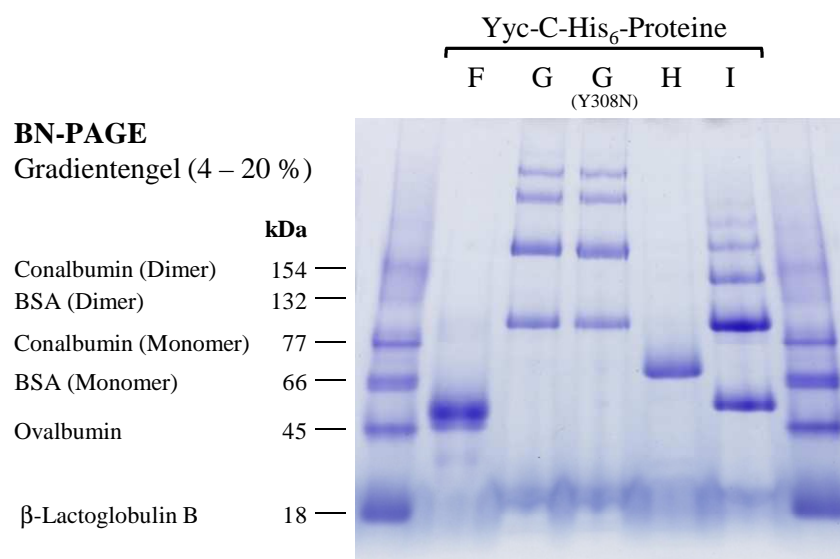 Yyc-C-His₆-Proteine
F G G H I
(Y308N)
BN-PAGE
Gradientengel (4 – 20 %)
kDa
Conalbumin (Dimer) 154
BSA (Dimer) 132
Conalbumin (Monomer) 77
BSA (Monomer) 66
Ovalbumin 45
β-Lactoglobulin B 18